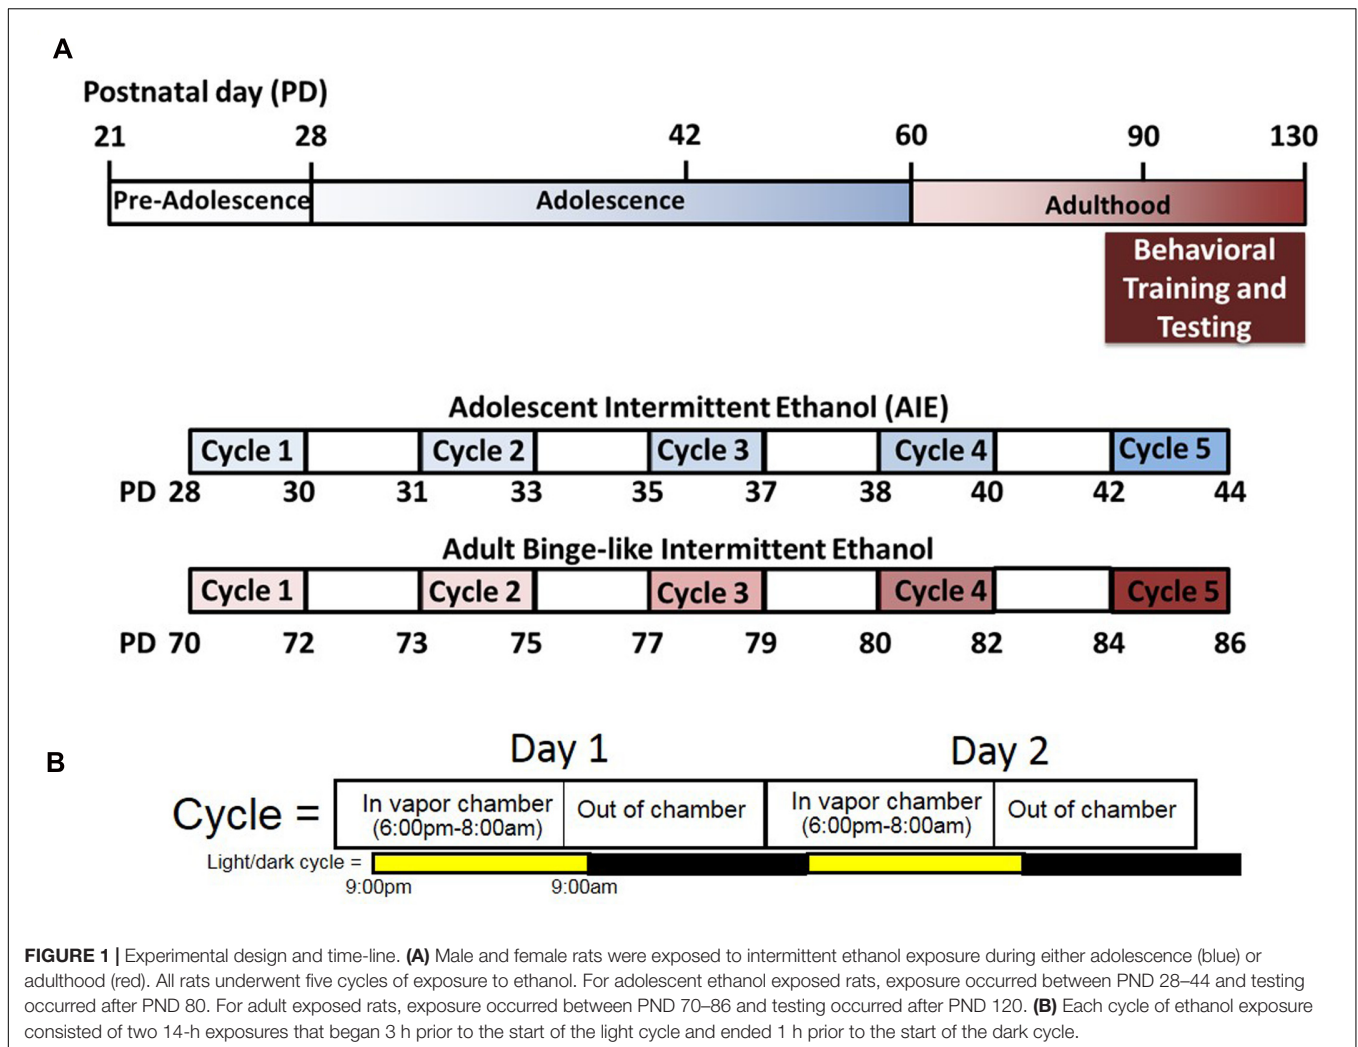 A
Postnatal day (PD)
21 28 42 60 90 130
Pre-Adolescence Adolescence Adulthood
Behavioral
Training and
Testing
Adolescent Intermittent Ethanol (AIE)
Cycle 1 Cycle 2 Cycle 3 Cycle 4 Cycle 5
PD 28 30 31 33 35 37 38 40 42 44
Adult Binge-like Intermittent Ethanol
Cycle 1 Cycle 2 Cycle 3 Cycle 4 Cycle 5
PD 70 72 73 75 77 79 80 82 84 86
B
Day 1 Day 2
Cycle =
In vapor chamber
(6:00pm-8:00am)
Out of chamber
In vapor chamber
(6:00pm-8:00am)
Out of chamber
Light/dark cycle =
9:00pm 9:00am
FIGURE 1 | Experimental design and time-line. (A) Male and female rats were exposed to intermittent ethanol exposure during either adolescence (blue) or
adulthood (red). All rats underwent five cycles of exposure to ethanol. For adolescent ethanol exposed rats, exposure occurred between PND 28–44 and testing
occurred after PND 80. For adult exposed rats, exposure occurred between PND 70–86 and testing occurred after PND 120. (B) Each cycle of ethanol exposure
consisted of two 14-h exposures that began 3 h prior to the start of the light cycle and ended 1 h prior to the start of the dark cycle.